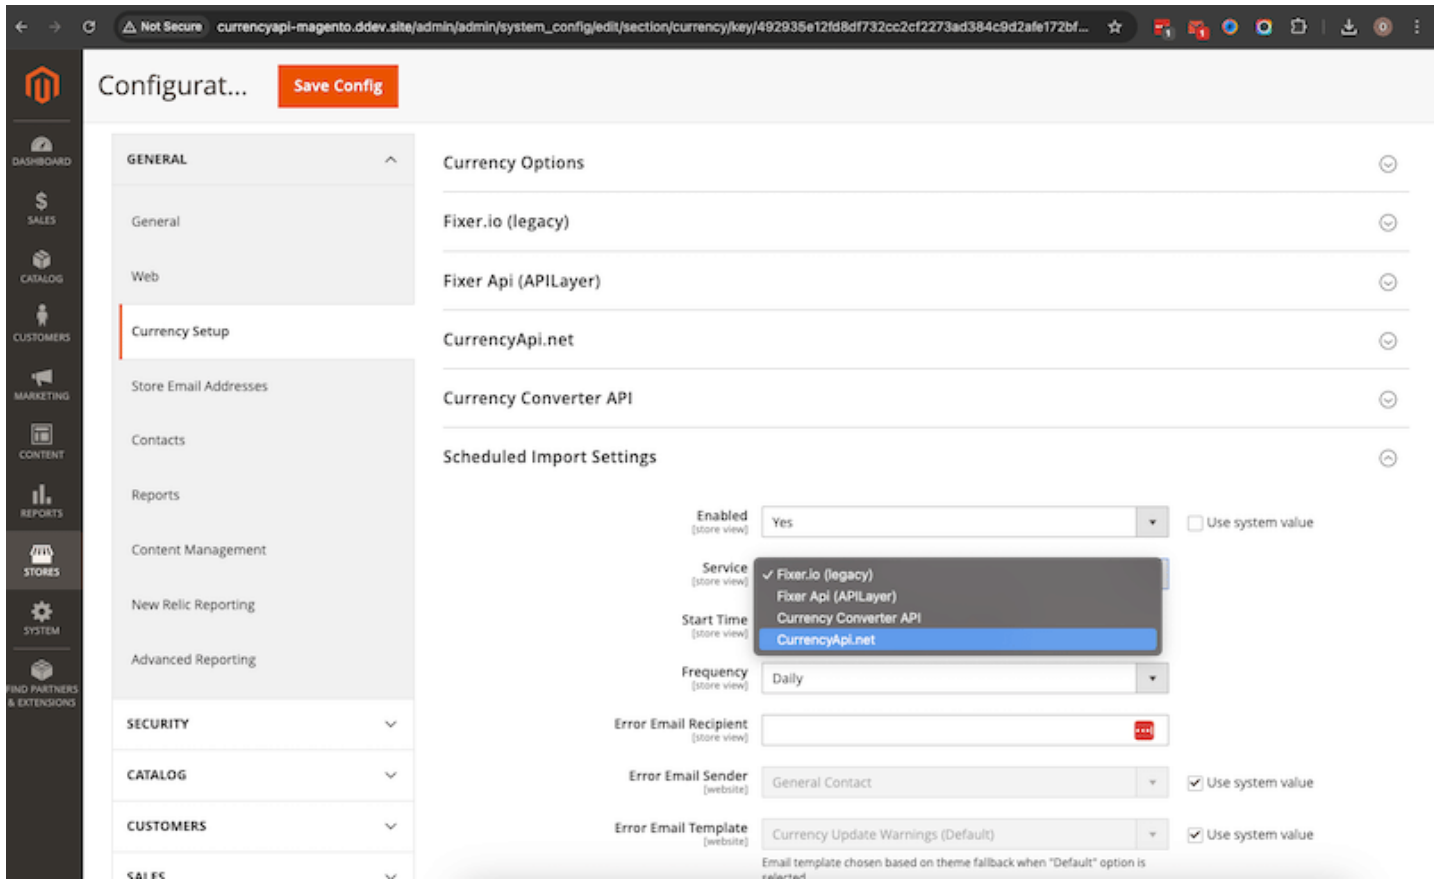 Not Secure currencyapi-magento.ddev.site/admin/admin/system_config/edit/section/currency/key/492935e12fd8df732cc2cf2273ad384c9d2afe172bf...
Configurat...
Save Config
DASHBOARD
SALES
CATALOG
CUSTOMERS
MARKETING
CONTENT
REPORTS
STORES
SYSTEM
FIND PARTNERS
& EXTENSIONS
GENERAL
General
Web
Currency Setup
Store Email Addresses
Contacts
Reports
Content Management
New Relic Reporting
Advanced Reporting
SECURITY
CATALOG
CUSTOMERS
SALES
Currency Options
Fixer.io (legacy)
Fixer Api (APILayer)
CurrencyApi.net
Currency Converter API
Scheduled Import Settings
Enabled Yes Use system value
[store view]
Service
[store view]
✓ Fixer.io (legacy)
Fixer Api (APILayer)
Currency Converter API
CurrencyApi.net
Start Time
[store view]
Frequency Daily
[store view]
Error Email Recipient
[store view]
Error Email Sender General Contact Use system value
[website]
Error Email Template Currency Update Warnings (Default) Use system value
[website]
Email template chosen based on theme fallback when "Default" option is
selected.